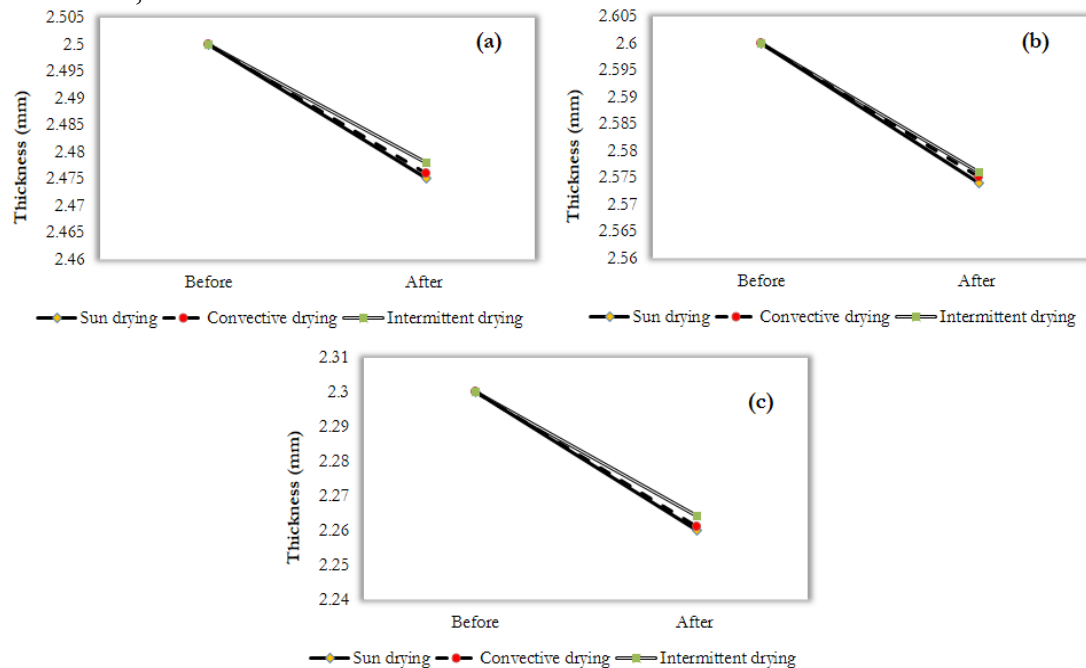 2.505
2.5
2.495
2.49
2.485
2.48
2.475
2.47
2.465
2.46
Thickness (mm)
(a)
Before After
Sun drying Convective drying Intermittent drying
2.605
2.6
2.595
2.59
2.585
2.58
2.575
2.57
2.565
2.56
Thickness (mm)
(b)
Before After
Sun drying Convective drying Intermittent drying
2.31
2.3
2.29
2.28
2.27
2.26
2.25
2.24
Thickness (mm)
(c)
Before After
Sun drying Convective drying Intermittent drying